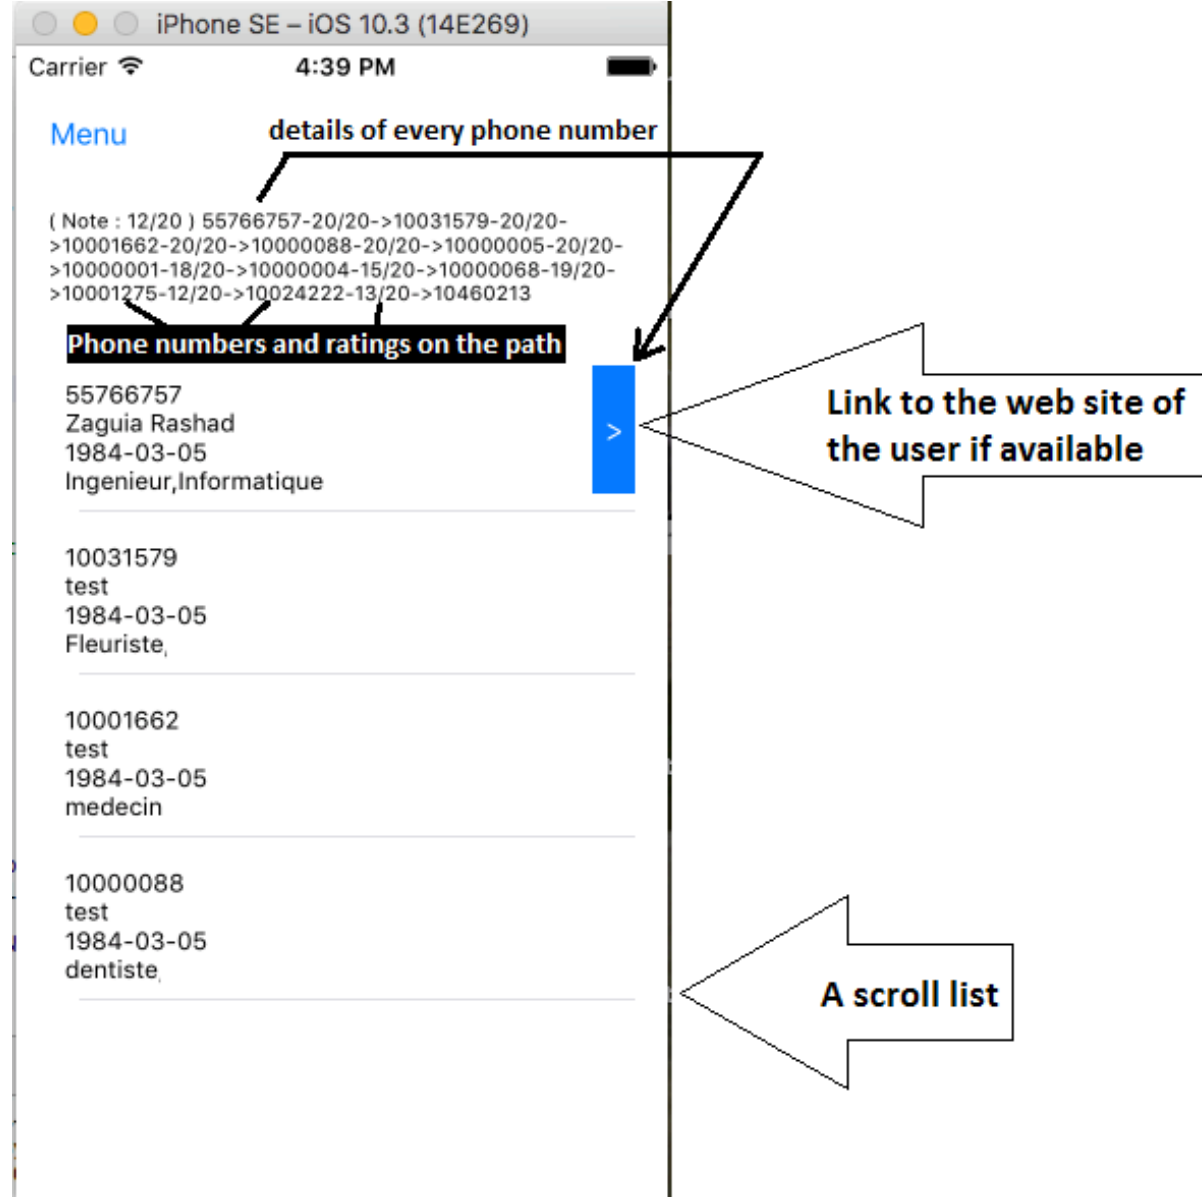 iPhone SE – iOS 10.3 (14E269)
Carrier 4:39 PM
Menu
details of every phone number
( Note : 12/20 ) 55766757-20/20->10031579-20/20-
>10001662-20/20->10000088-20/20->10000005-20/20-
>10000001-18/20->10000004-15/20->10000068-19/20-
>10001275-12/20->10024222-13/20->10460213
Phone numbers and ratings on the path
55766757
Zaguia Rashad
1984-03-05
Ingenieur,Informatique
>
Link to the web site of
the user if available
10031579
test
1984-03-05
Fleuriste,
10001662
test
1984-03-05
medecin
10000088
test
1984-03-05
dentiste,
A scroll list